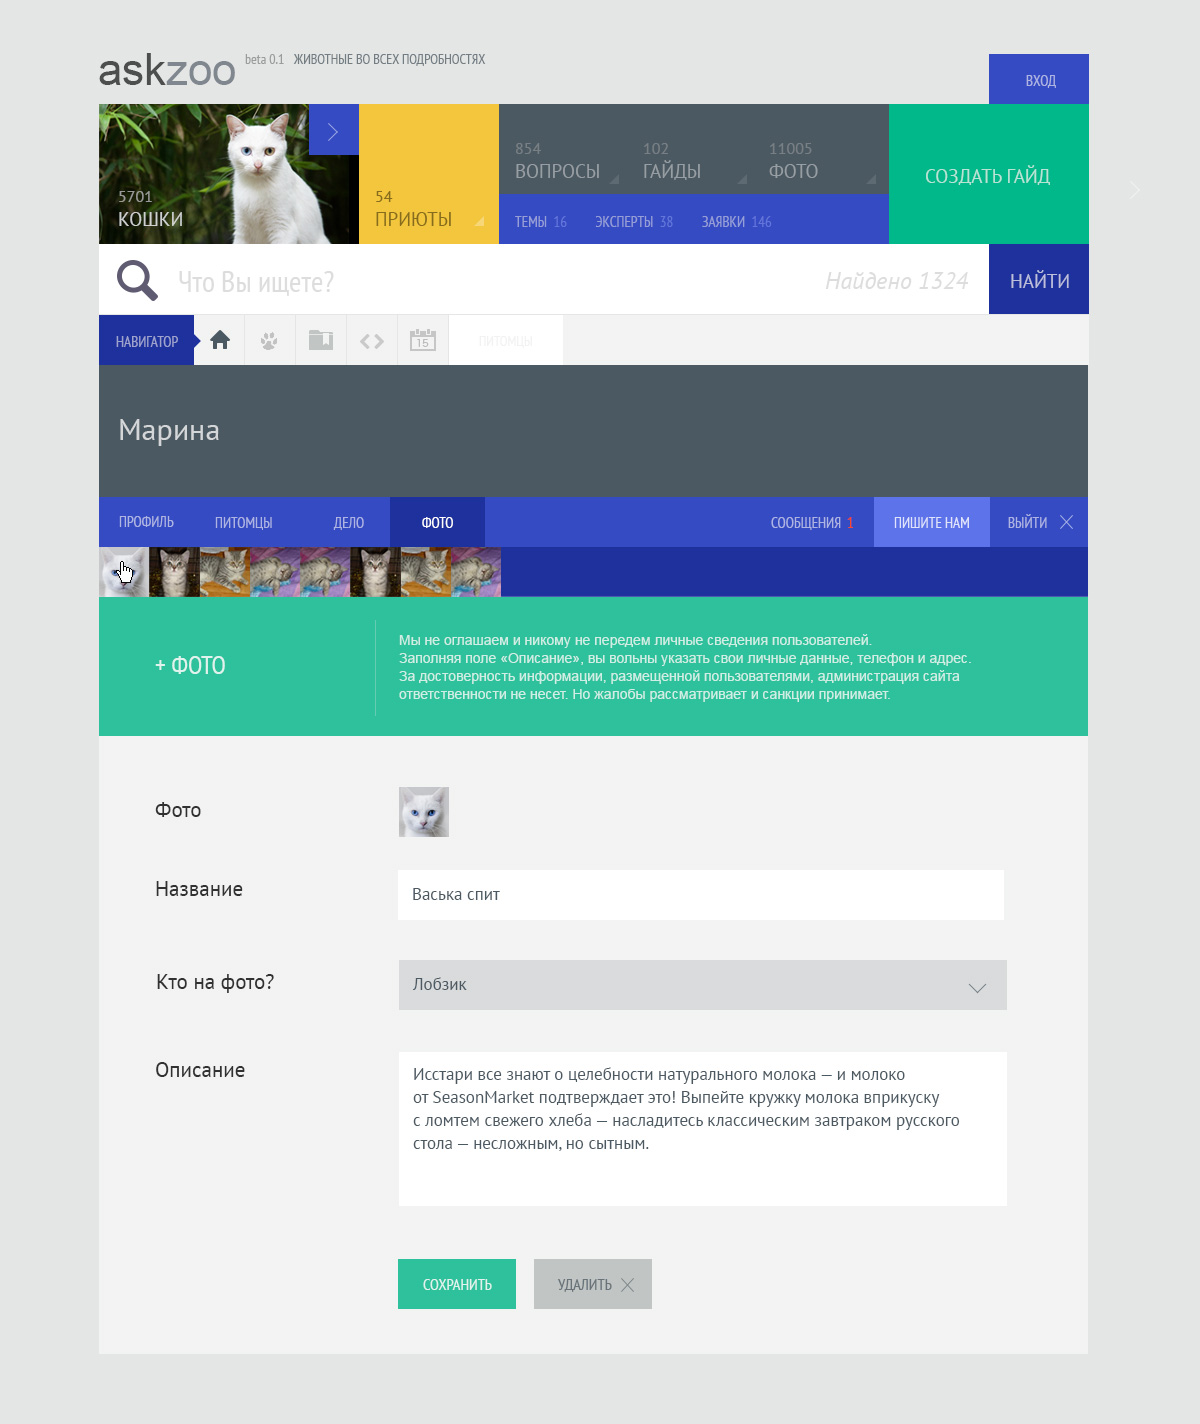 askzoo beta 0.1 ЖИВОТНЫЕ ВО ВСЕХ ПОДРОБНОСТЯХ
ВХОД
5701
КОШКИ
54
ПРИЮТЫ
854 102 11005
ВОПРОСЫ ГАЙДЫ ФОТО
ТЕМЫ 16 ЭКСПЕРТЫ 38 ЗАЯВКИ 146
СОЗДАТЬ ГАЙД
Что Вы ищете? Найдено 1324 НАЙТИ
НАВИГАТОР 15 ПИТОМЦЫ
Марина
ПРОФИЛЬ ПИТОМЦЫ ДЕЛО ФОТО СООБЩЕНИЯ 1 ПИШИТЕ НАМ ВЫЙТИ
+ ФОТО
Мы не оглашаем и никому не передем личные сведения пользователей.
Заполняя поле «Описание», вы вольны указать свои личные данные, телефон и адрес.
За достоверность информации, размещенной пользователями, администрация сайта
ответственности не несет. Но жалобы рассматривает и санкции принимает.
Фото
Название Васька спит
Кто на фото? Лобзик
Описание
Исстари все знают о целебности натурального молока — и молоко
от SeasonMarket подтверждает это! Выпейте кружку молока вприкуску
с ломтем свежего хлеба — насладитесь классическим завтраком русского
стола — несложным, но сытным.
СОХРАНИТЬ УДАЛИТЬ